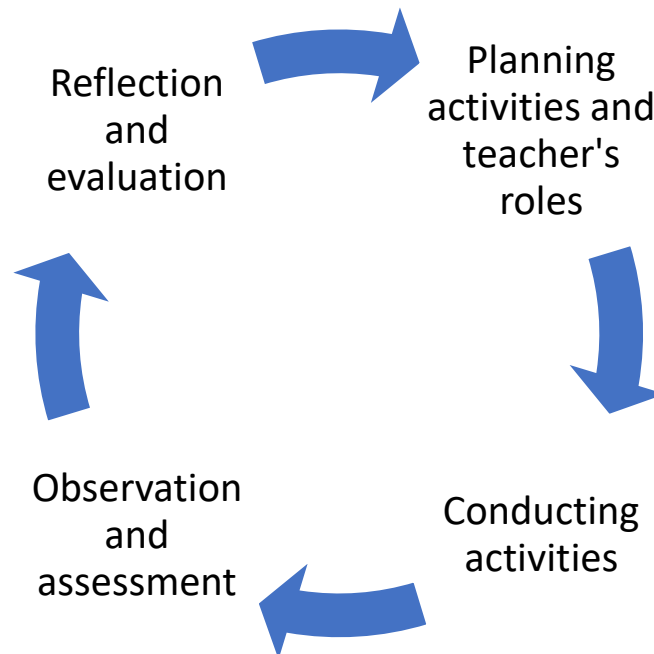 Reflection
and
evaluation
Planning
activities and
teacher's
roles
Observation
and
assessment
Conducting
activities